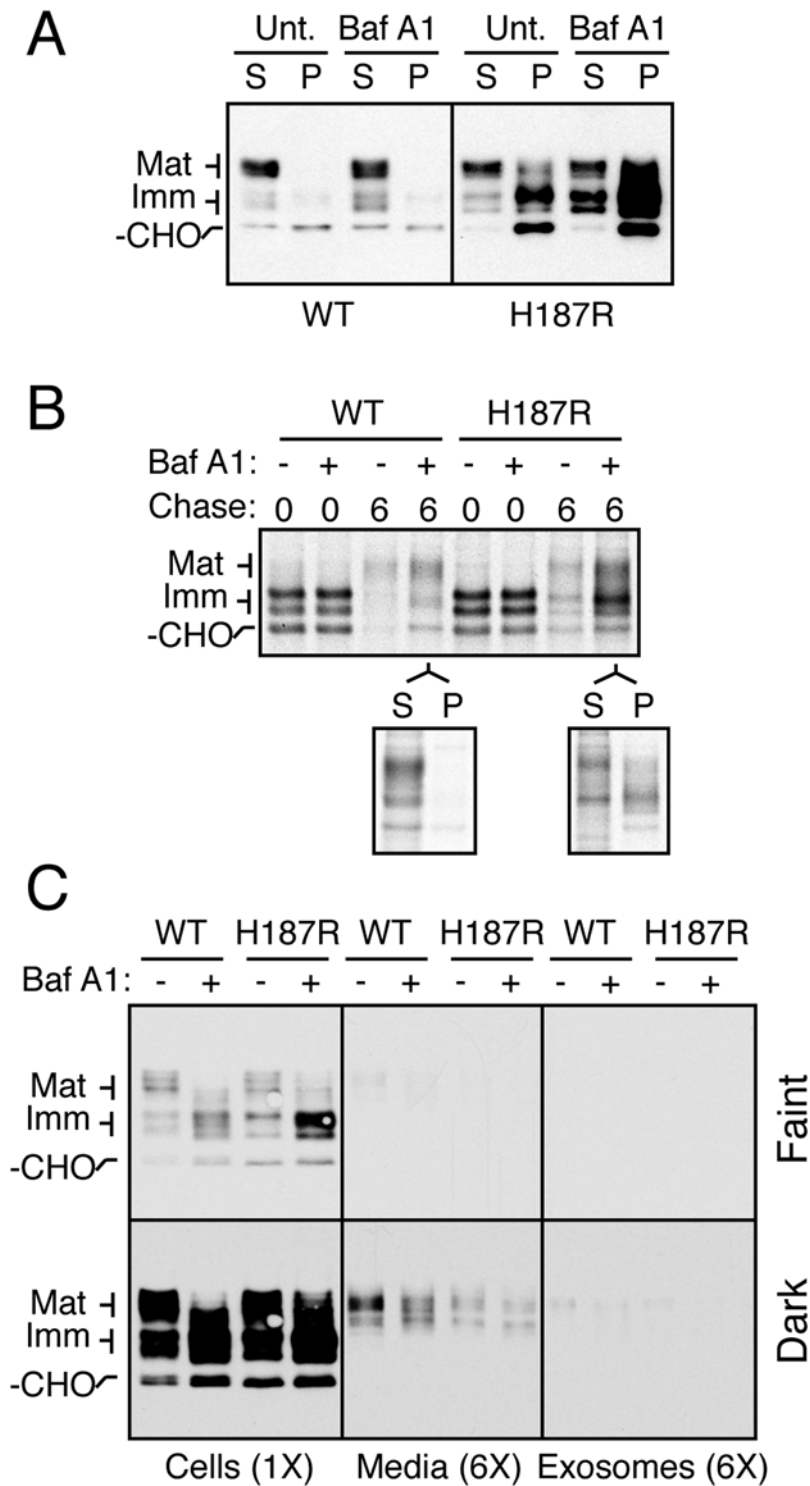 A
Unt. Baf A1 Unt. Baf A1
S P S P S P S P
Mat
Imm
-CHO
WT H187R
B
WT H187R
Baf A1: - + - + - + - +
Chase: 0 0 6 6 0 0 6 6
Mat
Imm
-CHO
S P S P
C
WT H187R WT H187R WT H187R
Baf A1: - + - + - + - + - + - +
Mat
Imm
-CHO
Faint
Mat
Imm
-CHO
Dark
Cells (1X) Media (6X) Exosomes (6X)